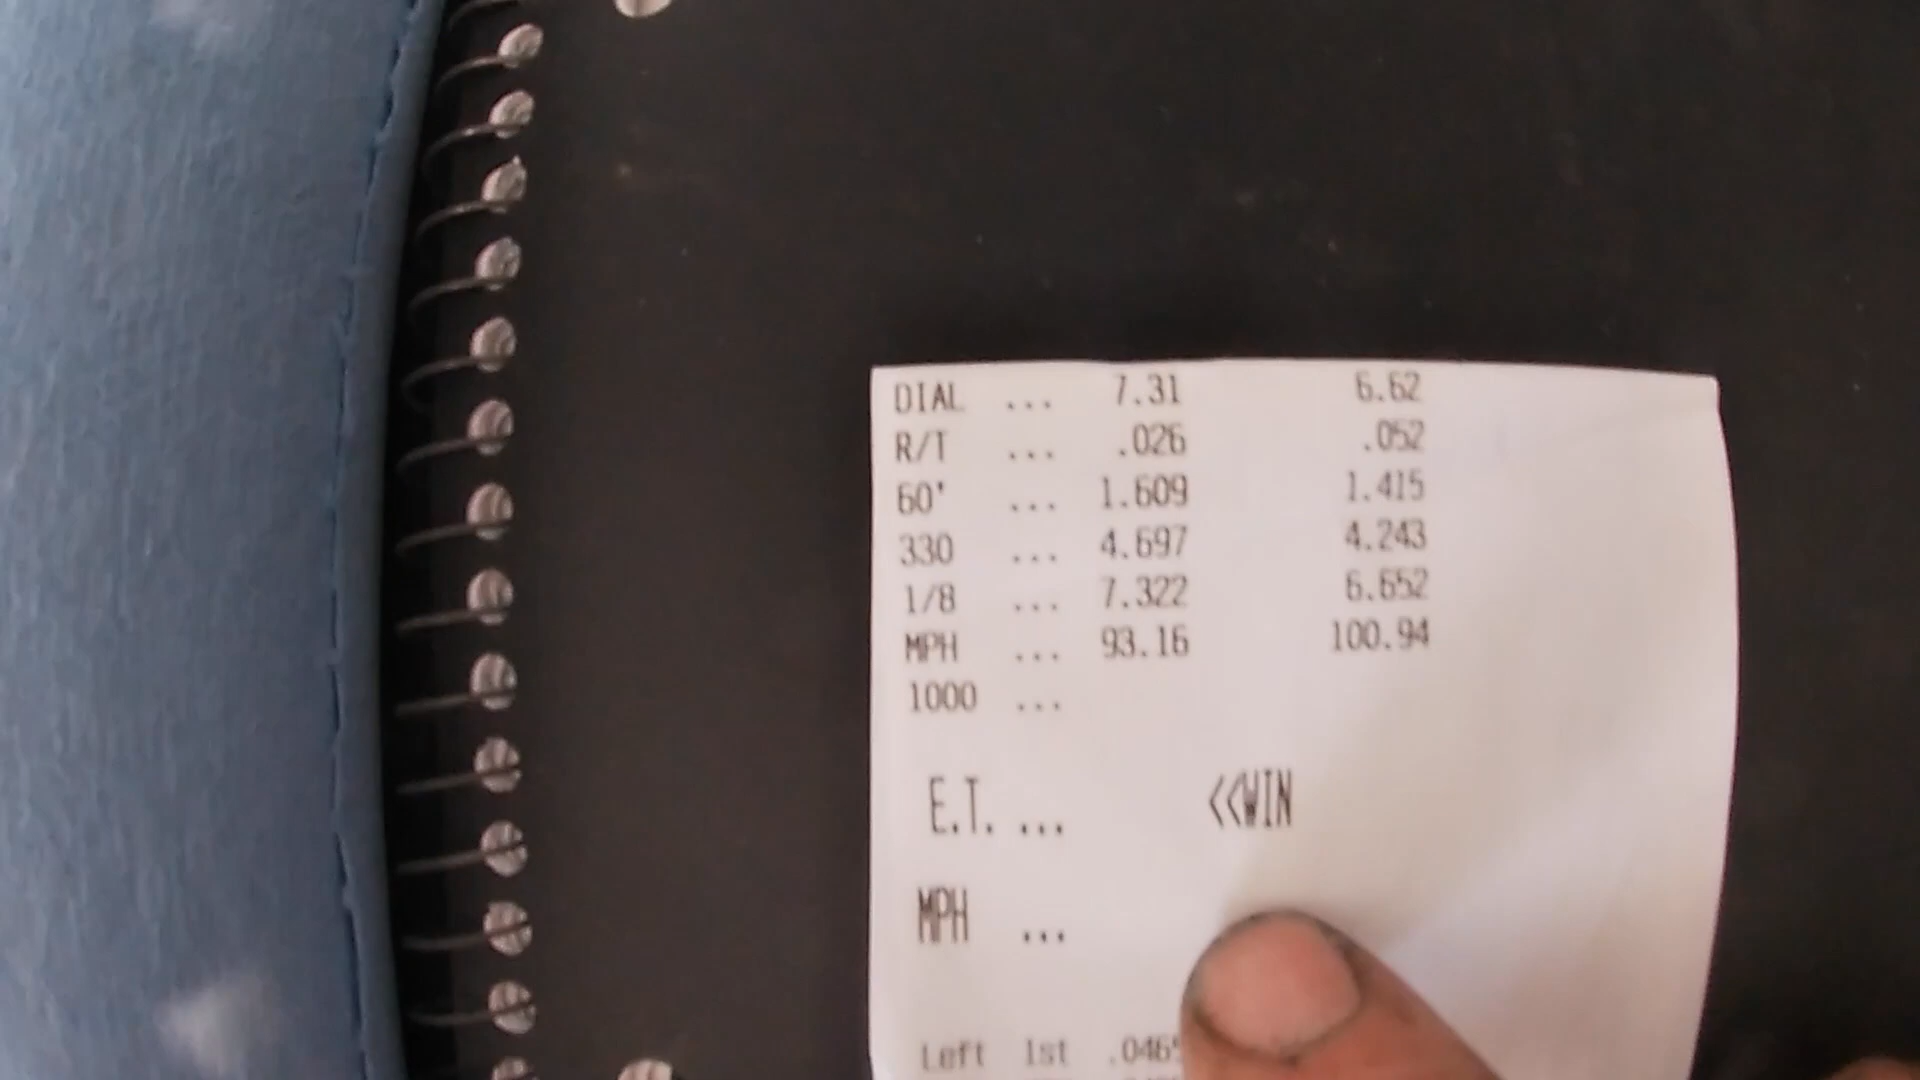 DIAL ... 7.31 6.62
R/T ... .026 .052
60' ... 1.609 1.415
330 ... 4.697 4.243
1/8 ... 7.322 6.652
MPH ... 93.16 100.94
1000 ...
E.T. ... <<WIN
MPH ...
Left 1st